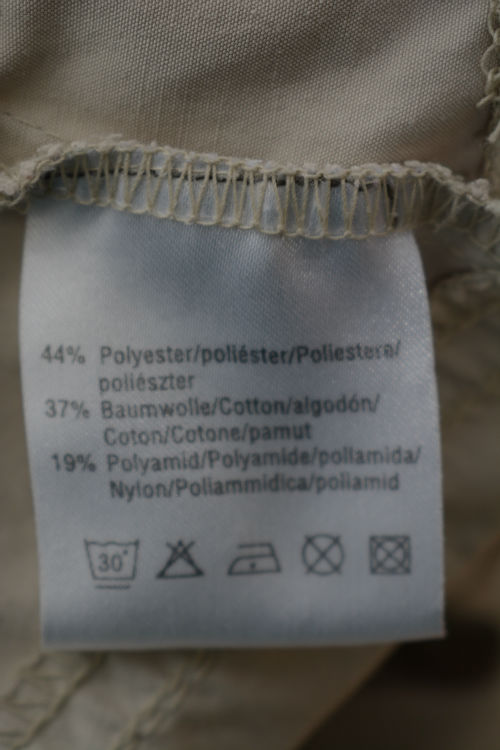 44% Polyester/poliéster/Poliestere/
poliészter
37% Baumwolle/Cotton/algodón/
Coton/Cotone/pamut
19% Polyamid/Polyamide/poliamida/
Nylon/Poliammidica/poliamid
30°